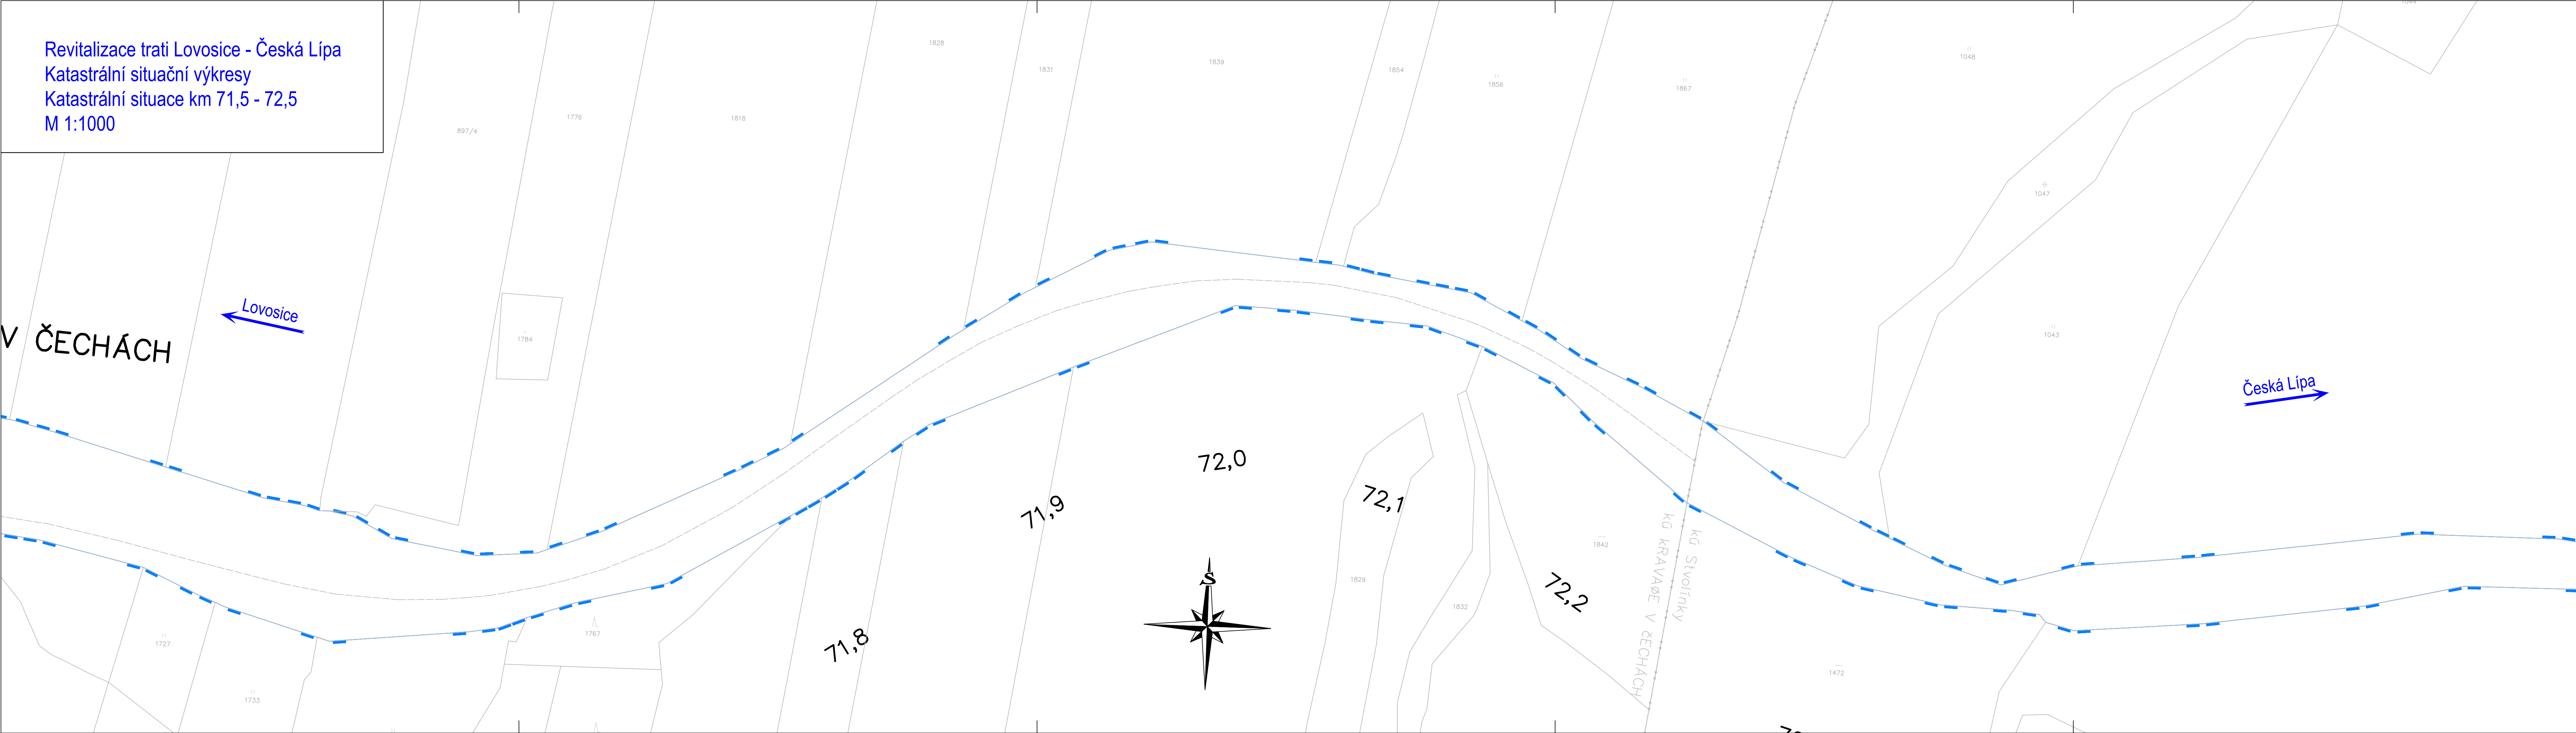 Revitalizace trati Lovosice - Česká Lípa
Katastrální situační výkresy
Katastrální situace km 71,5 - 72,5
M 1:1000
1828
1831
1839
1854
1856
1867
1048
897/4
1776
1818
1047
Lovosice
V ČECHÁCH
1784
1043
Česká Lípa
72,0
71,9
72,1
1842
KÚ KRAVAØE V ČECHÁCH
KÚ Stvolínky
1829
72,2
S
1832
1727
1767
71,8
1733
1472